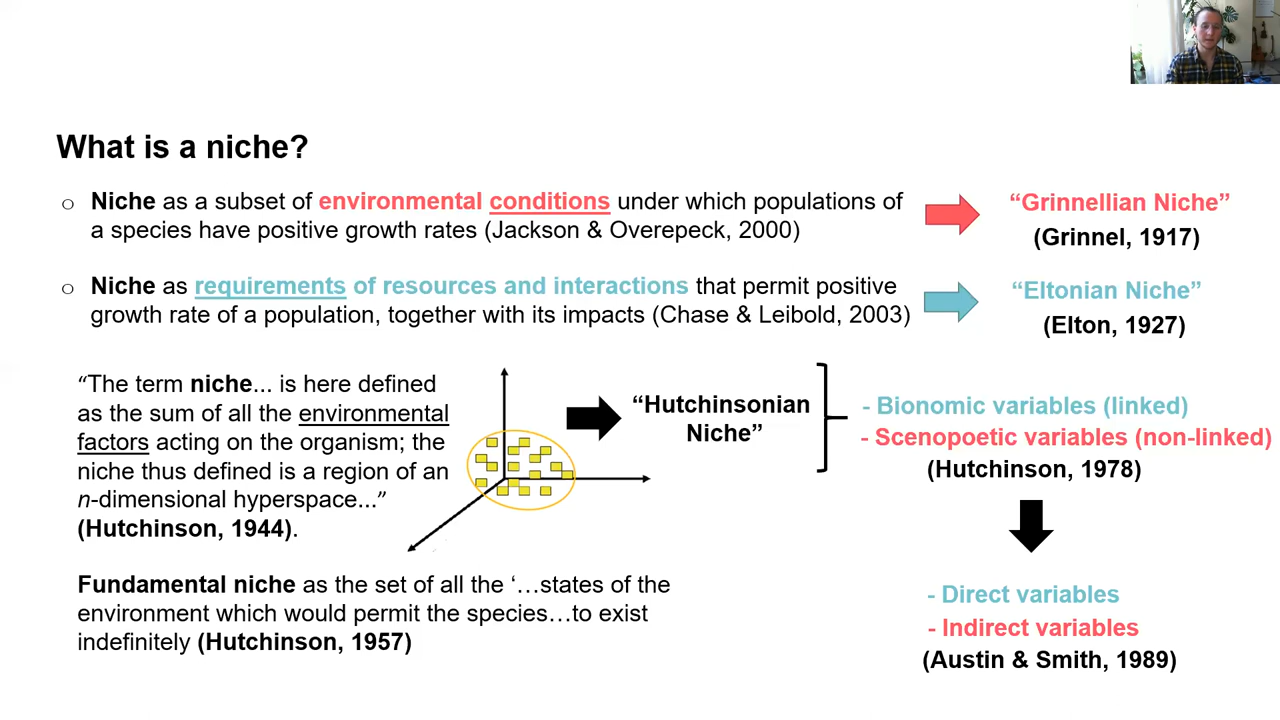 What is a niche?
○ Niche as a subset of environmental conditions under which populations of
a species have positive growth rates (Jackson & Overepeck, 2000)
"Grinnellian Niche"
(Grinnel, 1917)
○ Niche as requirements of resources and interactions that permit positive
growth rate of a population, together with its impacts (Chase & Leibold, 2003)
"Eltonian Niche"
(Elton, 1927)
"The term niche... is here defined
as the sum of all the environmental
factors acting on the organism; the
niche thus defined is a region of an
n-dimensional hyperspace..."
(Hutchinson, 1944).
"Hutchinsonian
Niche"
- Bionomic variables (linked)
- Scenopoetic variables (non-linked)
(Hutchinson, 1978)
Fundamental niche as the set of all the ‘…states of the
environment which would permit the species…to exist
indefinitely (Hutchinson, 1957)
- Direct variables
- Indirect variables
(Austin & Smith, 1989)